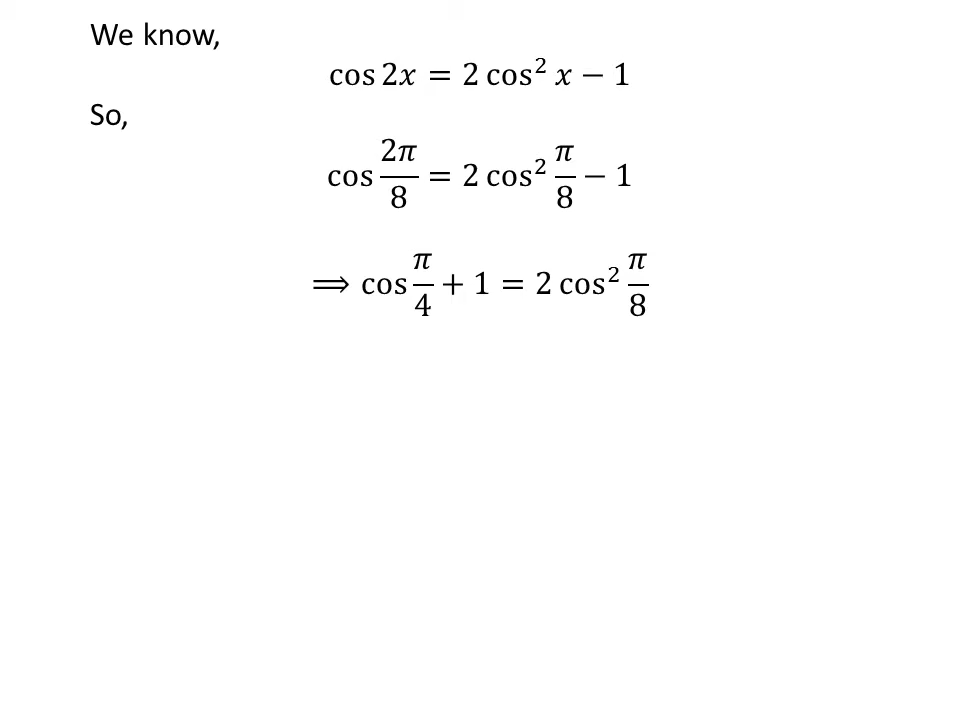 We know,
cos 2𝑥 = 2 cos² 𝑥 − 1
So,
cos 2𝜋/8 = 2 cos² 𝜋/8 − 1
⟹ cos 𝜋/4 + 1 = 2 cos² 𝜋/8